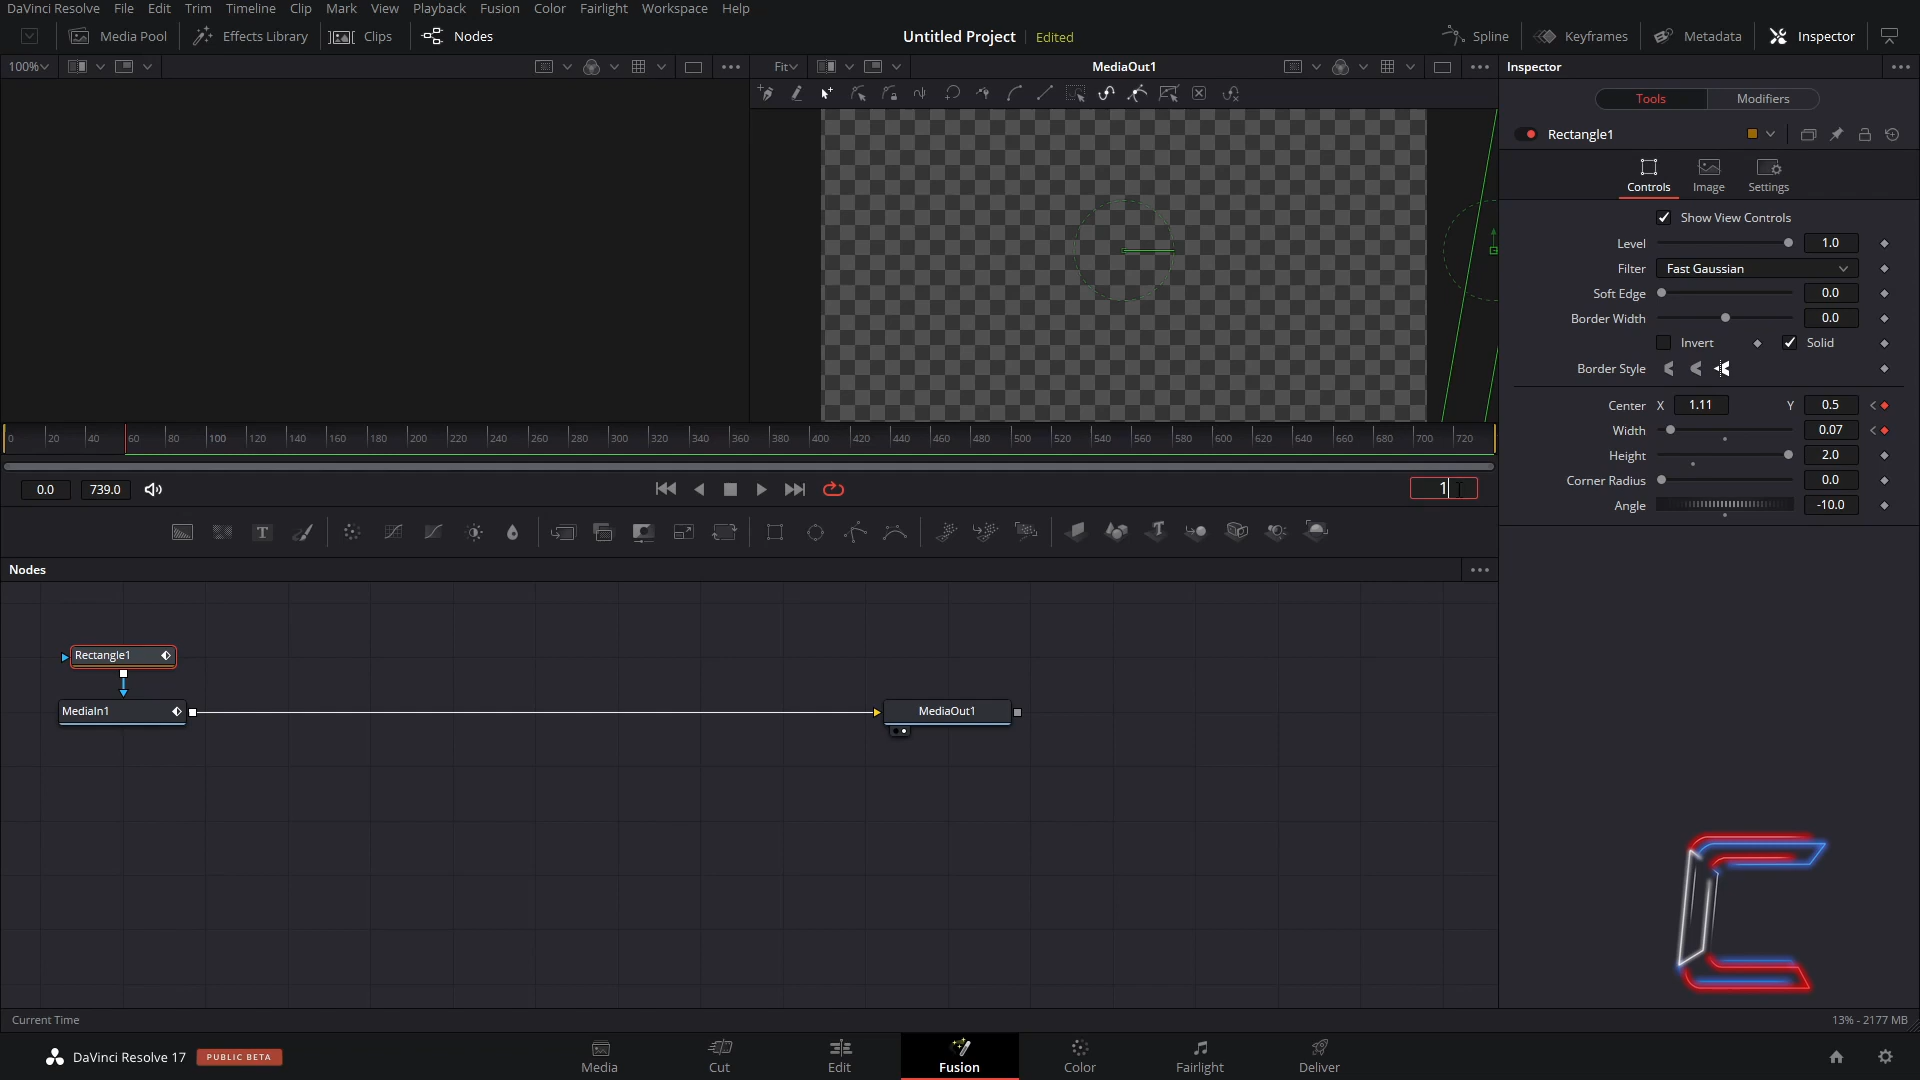 DaVinci Resolve File Edit Trim Timeline Clip Mark View Playback Fusion Color Fairlight Workspace Help
Media Pool Effects Library Clips Nodes Untitled Project Edited Spline Keyframes Metadata Inspector
100% Fit MediaOut1 Inspector
Tools Modifiers
Rectangle1
Controls Image Settings
Show View Controls
Level 1.0
Filter Fast Gaussian
Soft Edge 0.0
Border Width 0.0
Invert Solid
Border Style
Center X 1.11 Y 0.5
Width 0.07
Height 2.0
Corner Radius 0.0
Angle -10.0
0 20 40 60 80 100 120 140 160 180 200 220 240 260 280 300 320 340 360 380 400 420 440 460 480 500 520 540 560 580 600 620 640 660 680 700 720
0.0 739.0 1
Nodes
Rectangle1
MediaIn1 MediaOut1
Current Time 13% - 2177 MB
DaVinci Resolve 17 PUBLIC BETA Media Cut Edit Fusion Color Fairlight Deliver